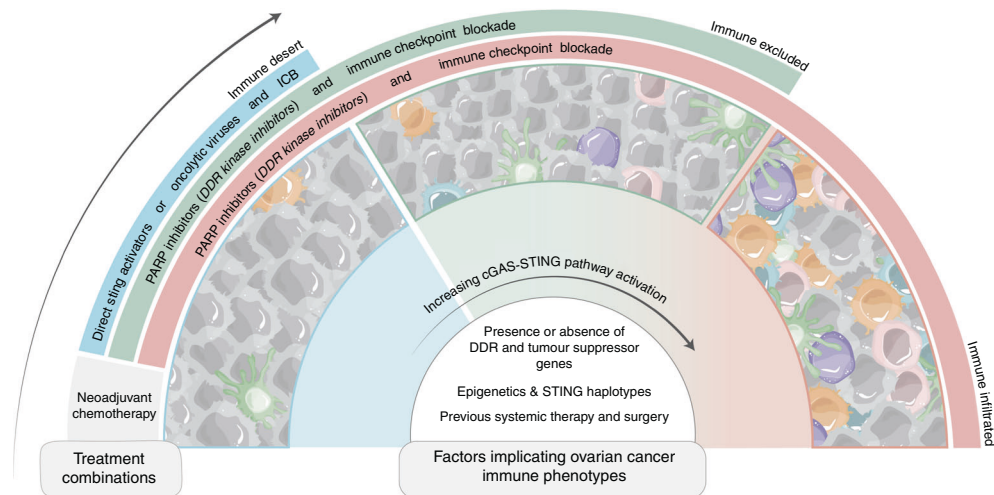 Immune desert
Immune excluded
Immune infiltrated
Direct sting activators or oncolytic viruses and ICB
PARP inhibitors (DDR kinase inhibitors) and immune checkpoint blockade
PARP inhibitors (DDR kinase inhibitors) and immune checkpoint blockade
Increasing cGAS-STING pathway activation
Presence or absence of
DDR and tumour suppressor
genes
Epigenetics & STING haplotypes
Previous systemic therapy and surgery
Neoadjuvant
chemotherapy
Treatment
combinations
Factors implicating ovarian cancer
immune phenotypes